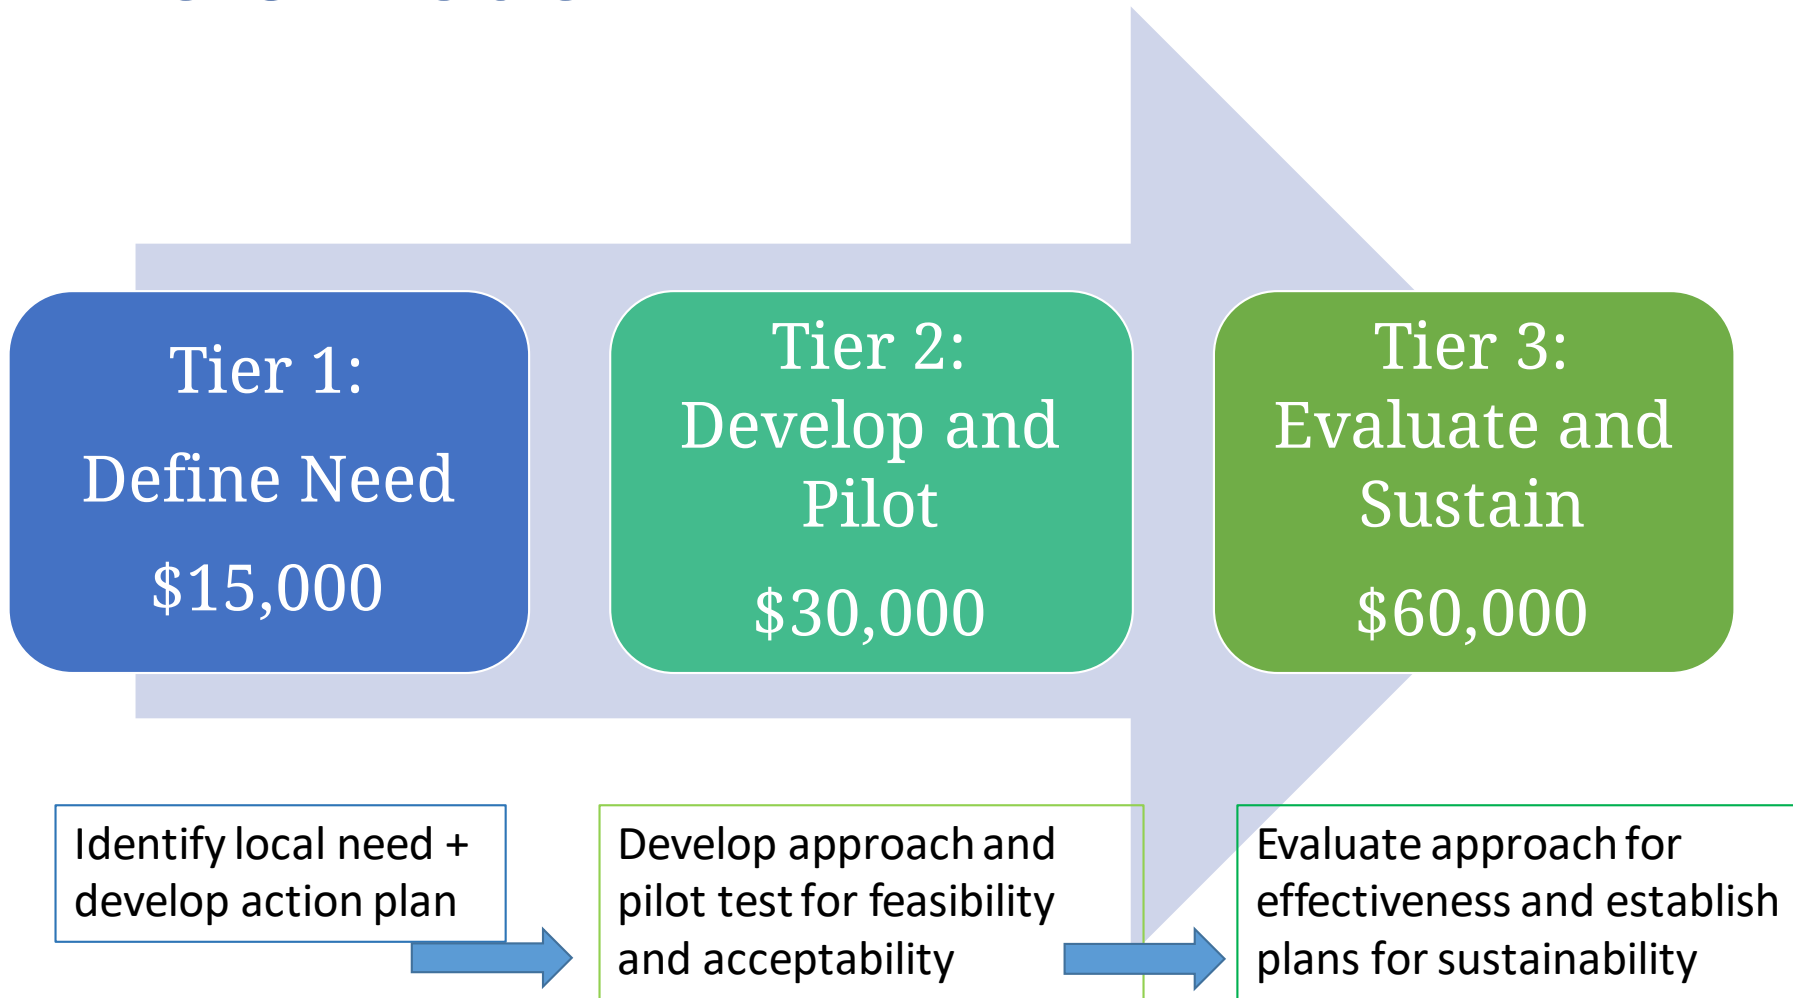 Tier 1:
Define Need
$15,000
Tier 2:
Develop and
Pilot
$30,000
Tier 3:
Evaluate and
Sustain
$60,000
Identify local need +
develop action plan
Develop approach and
pilot test for feasibility
and acceptability
Evaluate approach for
effectiveness and establish
plans for sustainability